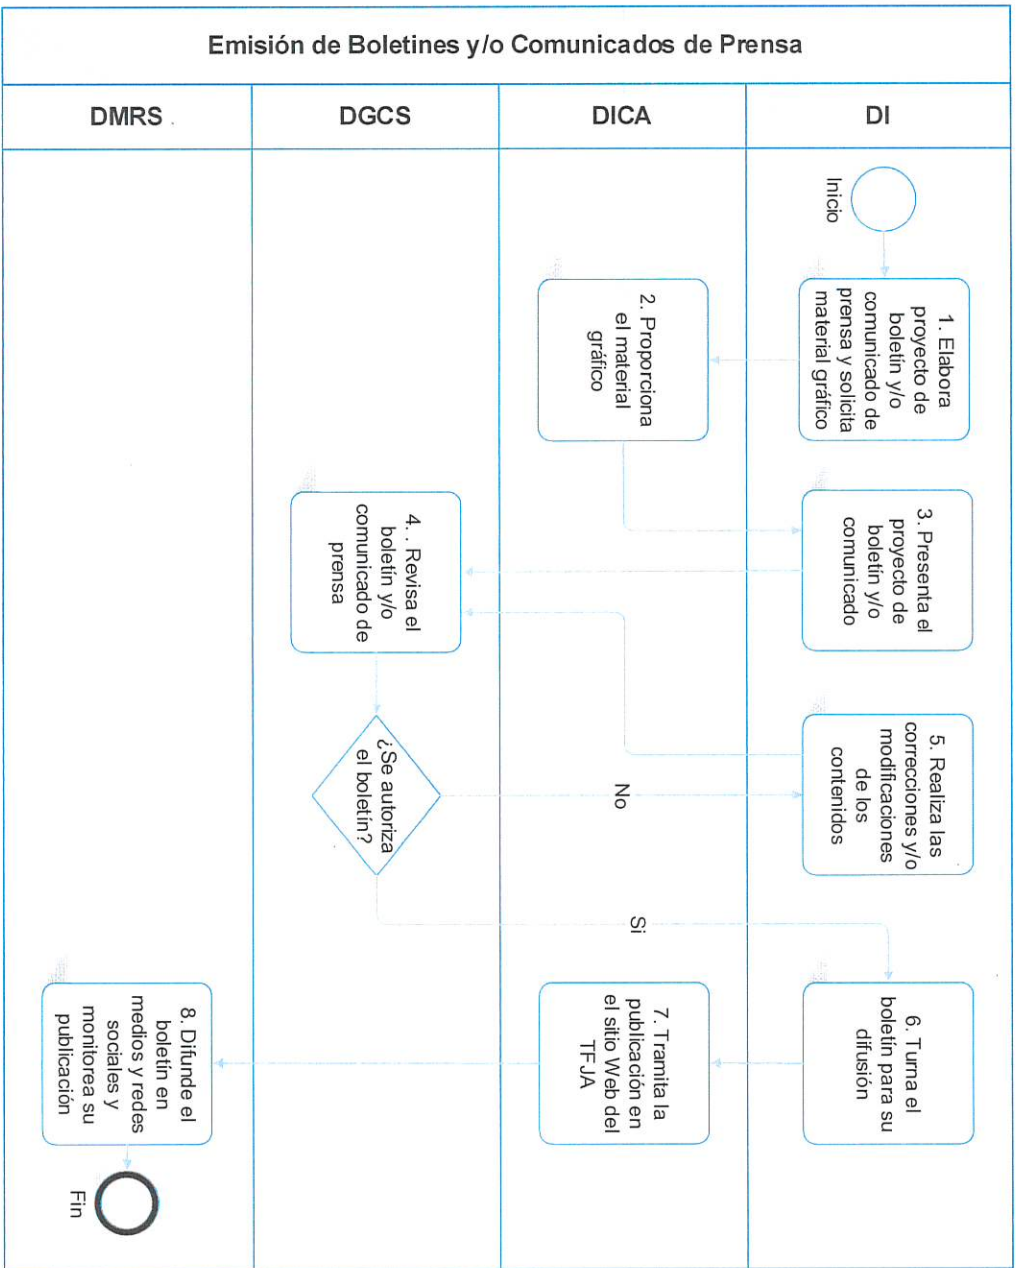 Emisión de Boletines y/o Comunicados de Prensa
DMRS
DGCS
DICA
DI
Inicio
1. Elabora
proyecto de
boletín y/o
comunicado de
prensa y solicita
material gráfico
2. Proporciona
el material
gráfico
3. Presenta el
proyecto de
boletín y/o
comunicado
4. . Revisa el
boletín y/o
comunicado de
prensa
¿Se autoriza
el boletín?
No
5. Realiza las
correcciones y/o
modificaciones
de los
contenidos
Si
6. Turna el
boletín para su
difusión
7. Tramita la
publicación en
el sitio Web del
TFJA
8. Difunde el
boletín en
medios y redes
sociales y
monitorea su
publicación
Fin